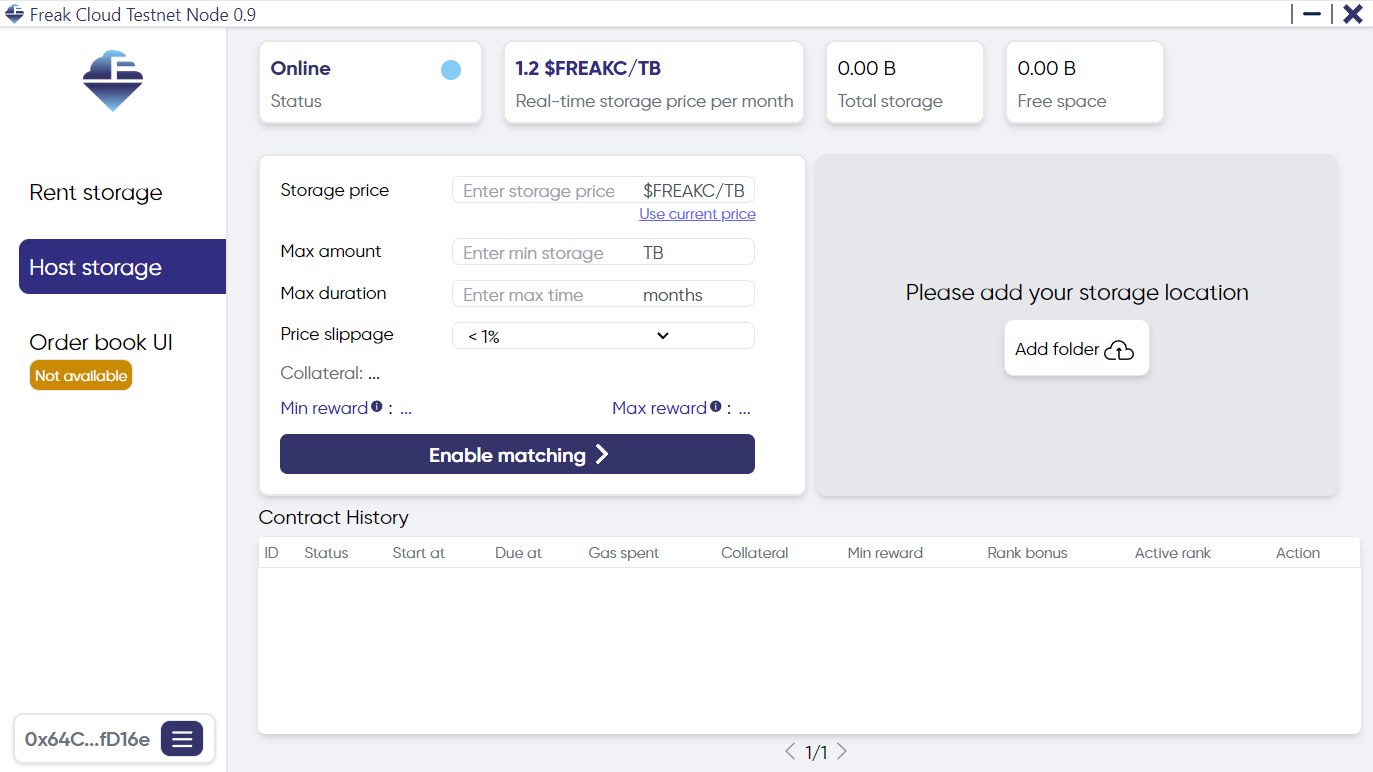 Freak Cloud Testnet Node 0.9
Online
Status
1.2 $FREAKC/TB
Real-time storage price per month
0.00 B
Total storage
0.00 B
Free space
Rent storage
Host storage
Order book UI
Not available
Storage price
Enter storage price $FREAKC/TB
Use current price
Max amount
Enter min storage TB
Max duration
Enter max time months
Price slippage
< 1%
Collateral: ...
Min reward : ...
Max reward : ...
Enable matching
Please add your storage location
Add folder
Contract History
ID Status Start at Due at Gas spent Collateral Min reward Rank bonus Active rank Action
0x64C...fD16e
1/1